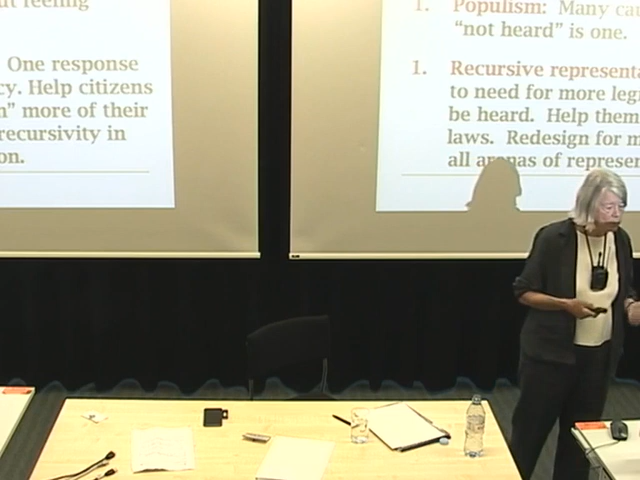 ut feeling
One response
cy. Help citizens
" more of their
recursivity in
on.
1. Populism: Many cau
"not heard" is one.
1. Recursive representa
to need for more legi
be heard. Help them
laws. Redesign for m
all arenas of represen